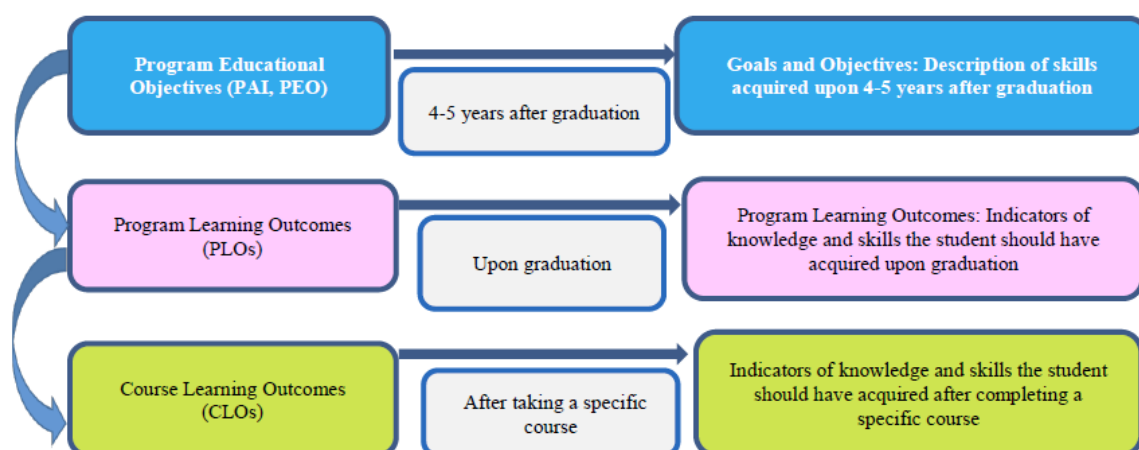 Program Educational
Objectives (PAI, PEO)
4-5 years after graduation
Goals and Objectives: Description of skills
acquired upon 4-5 years after graduation
Program Learning Outcomes
(PLOs)
Upon graduation
Program Learning Outcomes: Indicators of
knowledge and skills the student should have
acquired upon graduation
Course Learning Outcomes
(CLOs)
After taking a specific
course
Indicators of knowledge and skills the student
should have acquired after completing a
specific course